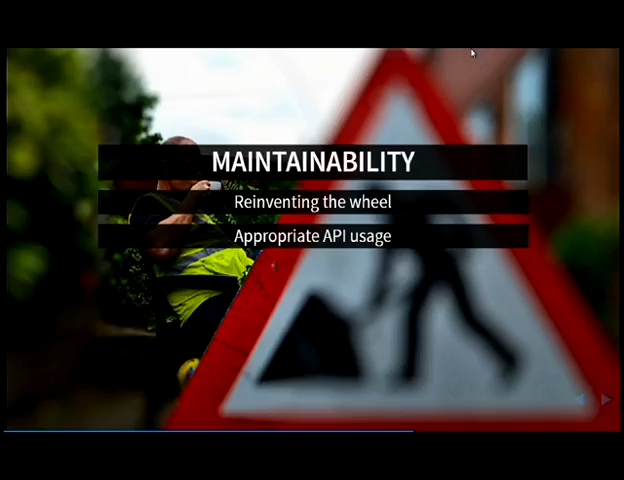 MAINTAINABILITY
Reinventing the wheel
Appropriate API usage